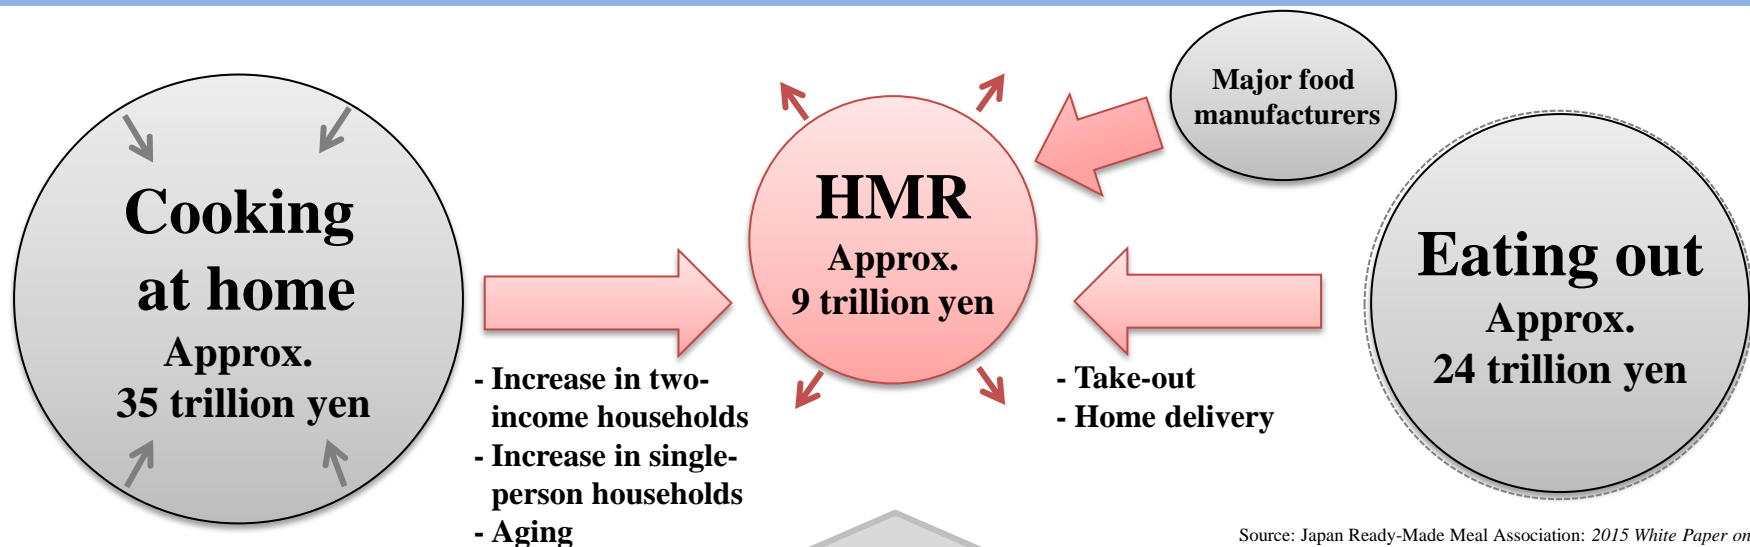 Cooking
at home
Approx.
35 trillion yen
- Increase in two-
income households
- Increase in single-
person households
- Aging
HMR
Approx.
9 trillion yen
Major food
manufacturers
- Take-out
- Home delivery
Eating out
Approx.
24 trillion yen
Source: Japan Ready-Made Meal Association: 2015 White Paper on